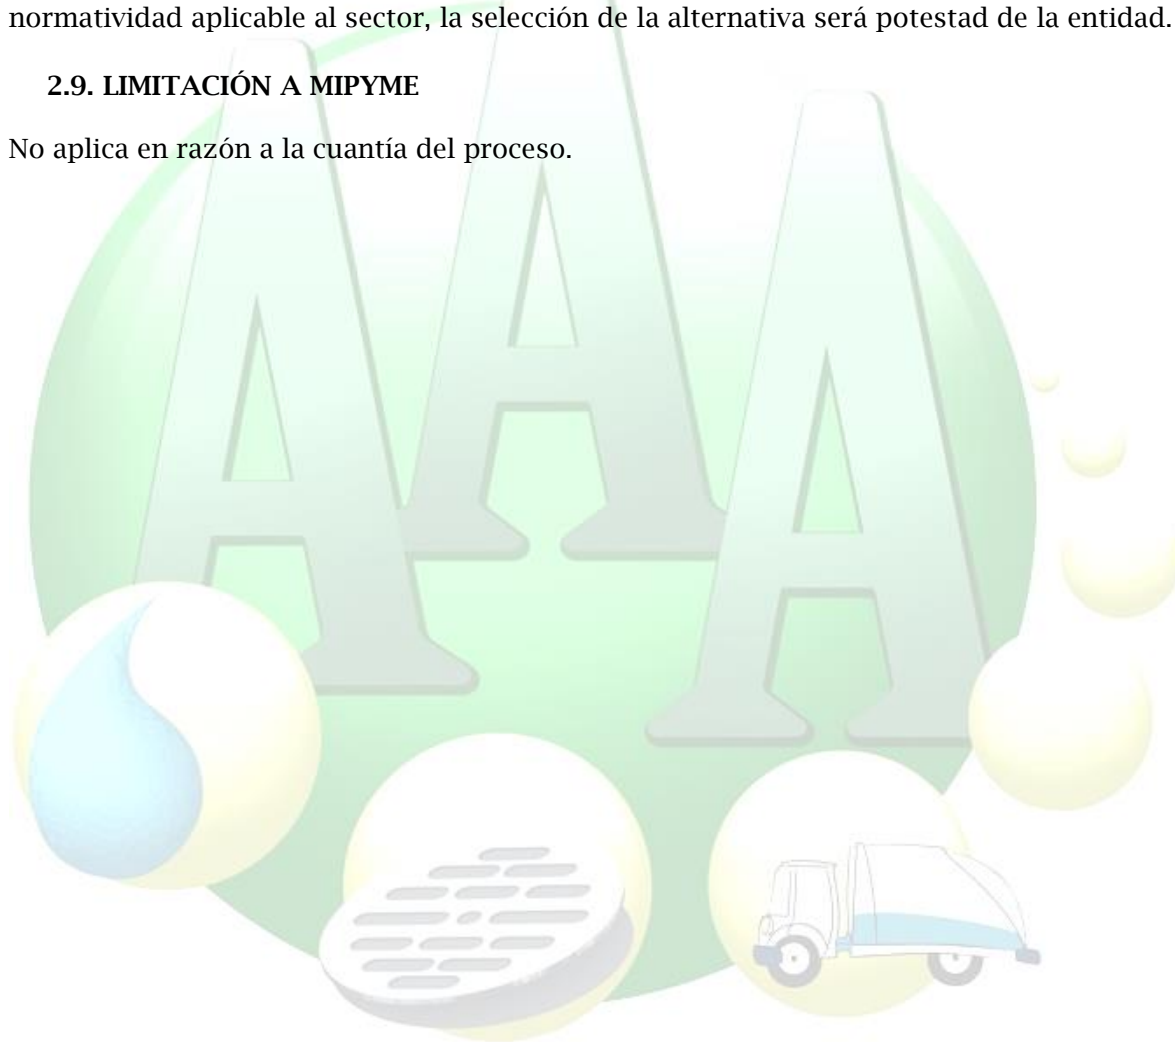 normatividad aplicable al sector, la selección de la alternativa será potestad de la entidad.
2.9. LIMITACIÓN A MIPYME
No aplica en razón a la cuantía del proceso.
AAA